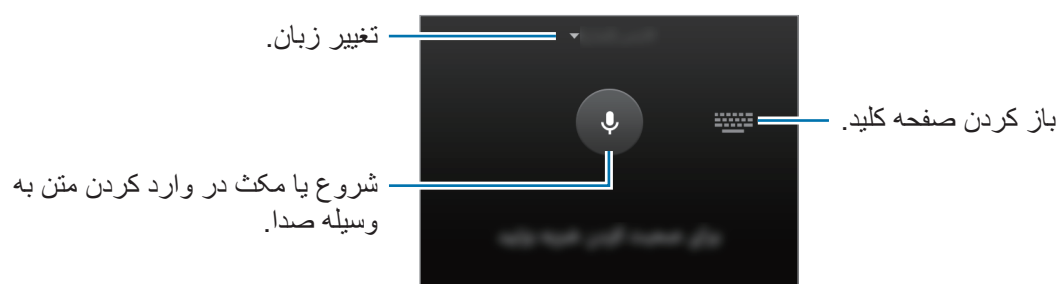 تغییر زبان.
باز کردن صفحه کلید.
شروع یا مکث در وارد کردن متن به
وسیله صدا.